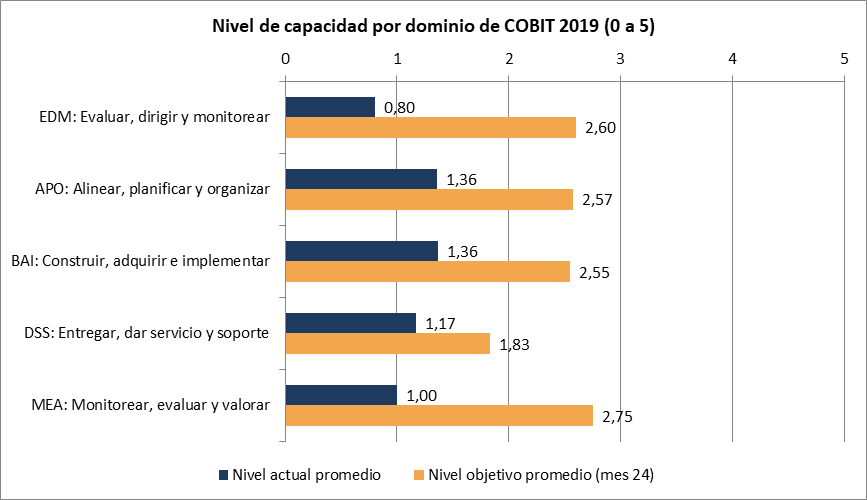 Nivel de capacidad por dominio de COBIT 2019 (0 a 5)
0 1 2 3 4 5
EDM: Evaluar, dirigir y monitorear
0,80
2,60
APO: Alinear, planificar y organizar
1,36
2,57
BAI: Construir, adquirir e implementar
1,36
2,55
DSS: Entregar, dar servicio y soporte
1,17
1,83
MEA: Monitorear, evaluar y valorar
1,00
2,75
Nivel actual promedio Nivel objetivo promedio (mes 24)